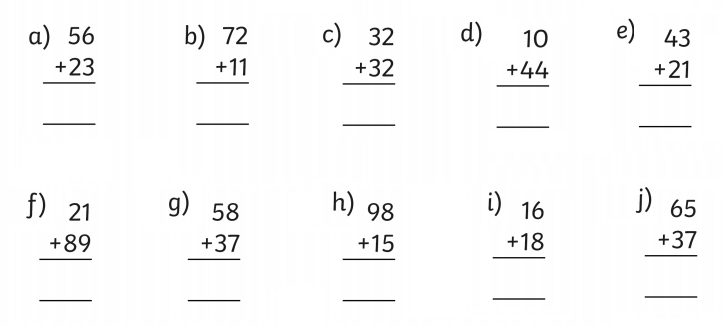 a) 56 b) 72 c) 32 d) 10 e) 43
+23 +11 +32 +44 +21
f) 21 g) 58 h) 98 i) 16 j) 65
+89 +37 +15 +18 +37